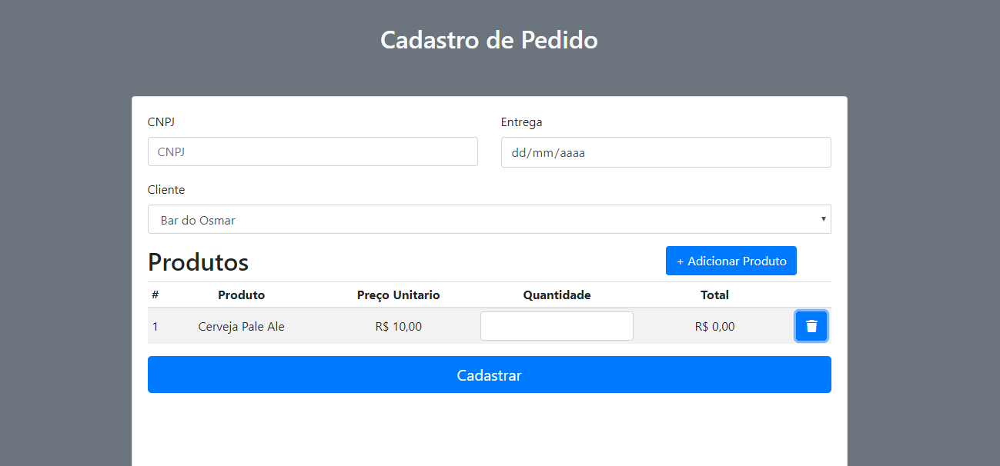 Cadastro de Pedido
CNPJ Entrega
CNPJ dd/mm/aaaa
Cliente
Bar do Osmar
Produtos + Adicionar Produto
# Produto Preço Unitario Quantidade Total
1 Cerveja Pale Ale R$ 10,00 R$ 0,00
Cadastrar